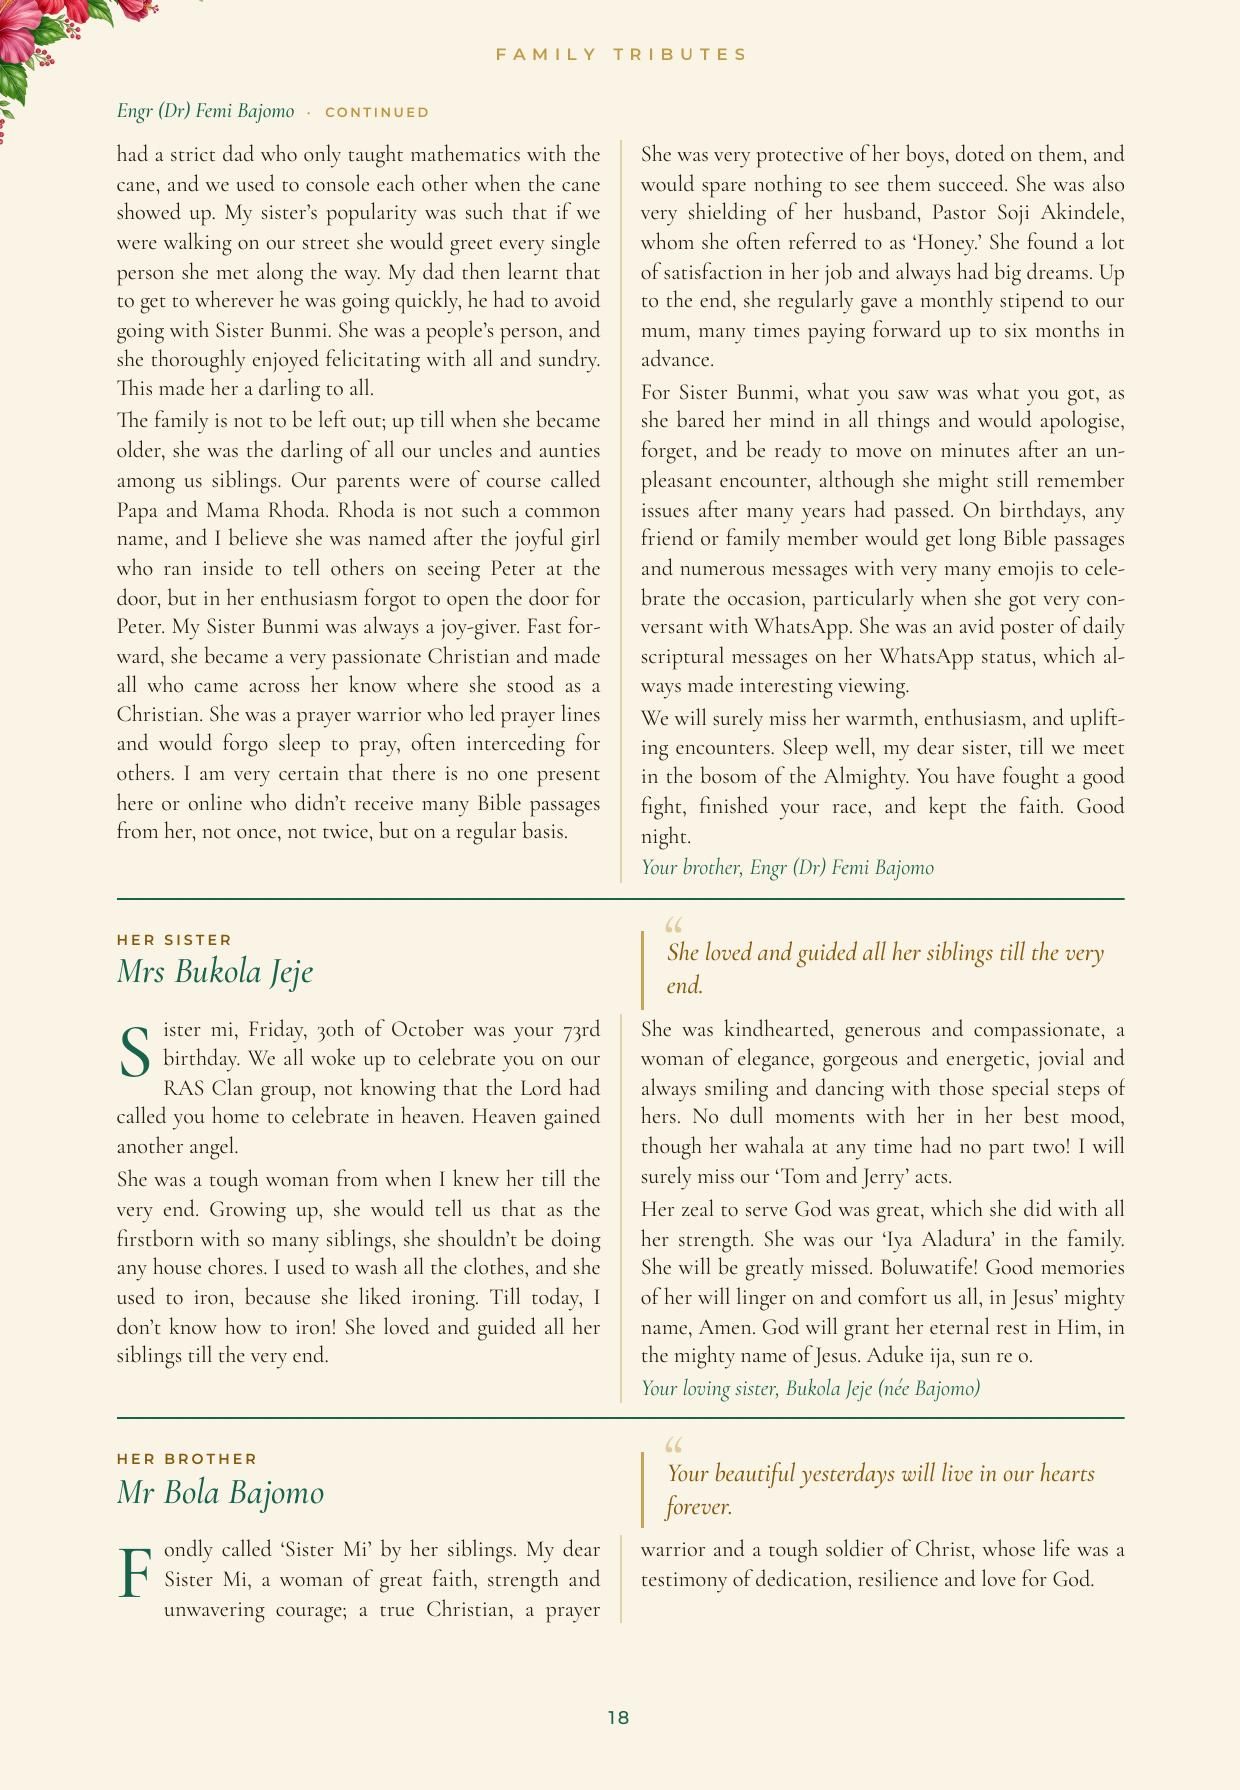 FAMILY TRIBUTES
Engr (Dr) Femi Bajomo · CONTINUED
had a strict dad who only taught mathematics with the
cane, and we used to console each other when the cane
showed up. My sister’s popularity was such that if we
were walking on our street she would greet every single
person she met along the way. My dad then learnt that
to get to wherever he was going quickly, he had to avoid
going with Sister Bunmi. She was a people’s person, and
she thoroughly enjoyed felicitating with all and sundry.
This made her a darling to all.
The family is not to be left out; up till when she became
older, she was the darling of all our uncles and aunties
among us siblings. Our parents were of course called
Papa and Mama Rhoda. Rhoda is not such a common
name, and I believe she was named after the joyful girl
who ran inside to tell others on seeing Peter at the
door, but in her enthusiasm forgot to open the door for
Peter. My Sister Bunmi was always a joy-giver. Fast for-
ward, she became a very passionate Christian and made
all who came across her know where she stood as a
Christian. She was a prayer warrior who led prayer lines
and would forgo sleep to pray, often interceding for
others. I am very certain that there is no one present
here or online who didn’t receive many Bible passages
from her, not once, not twice, but on a regular basis.
She was very protective of her boys, doted on them, and
would spare nothing to see them succeed. She was also
very shielding of her husband, Pastor Soji Akindele,
whom she often referred to as ‘Honey.’ She found a lot
of satisfaction in her job and always had big dreams. Up
to the end, she regularly gave a monthly stipend to our
mum, many times paying forward up to six months in
advance.
For Sister Bunmi, what you saw was what you got, as
she bared her mind in all things and would apologise,
forget, and be ready to move on minutes after an un-
pleasant encounter, although she might still remember
issues after many years had passed. On birthdays, any
friend or family member would get long Bible passages
and numerous messages with very many emojis to cele-
brate the occasion, particularly when she got very con-
versant with WhatsApp. She was an avid poster of daily
scriptural messages on her WhatsApp status, which al-
ways made interesting viewing.
We will surely miss her warmth, enthusiasm, and uplift-
ing encounters. Sleep well, my dear sister, till we meet
in the bosom of the Almighty. You have fought a good
fight, finished your race, and kept the faith. Good
night.
Your brother, Engr (Dr) Femi Bajomo
HER SISTER
Mrs Bukola Jeje
“
She loved and guided all her siblings till the very
end.
Sister mi, Friday, 30th of October was your 73rd
birthday. We all woke up to celebrate you on our
RAS Clan group, not knowing that the Lord had
called you home to celebrate in heaven. Heaven gained
another angel.
She was a tough woman from when I knew her till the
very end. Growing up, she would tell us that as the
firstborn with so many siblings, she shouldn’t be doing
any house chores. I used to wash all the clothes, and she
used to iron, because she liked ironing. Till today, I
don’t know how to iron! She loved and guided all her
siblings till the very end.
She was kindhearted, generous and compassionate, a
woman of elegance, gorgeous and energetic, jovial and
always smiling and dancing with those special steps of
hers. No dull moments with her in her best mood,
though her wahala at any time had no part two! I will
surely miss our ‘Tom and Jerry’ acts.
Her zeal to serve God was great, which she did with all
her strength. She was our ‘Iya Aladura’ in the family.
She will be greatly missed. Boluwatife! Good memories
of her will linger on and comfort us all, in Jesus’ mighty
name, Amen. God will grant her eternal rest in Him, in
the mighty name of Jesus. Aduke ija, sun re o.
Your loving sister, Bukola Jeje (née Bajomo)
HER BROTHER
Mr Bola Bajomo
“
Your beautiful yesterdays will live in our hearts
forever.
Fondly called ‘Sister Mi’ by her siblings. My dear
Sister Mi, a woman of great faith, strength and
unwavering courage; a true Christian, a prayer
warrior and a tough soldier of Christ, whose life was a
testimony of dedication, resilience and love for God.
18